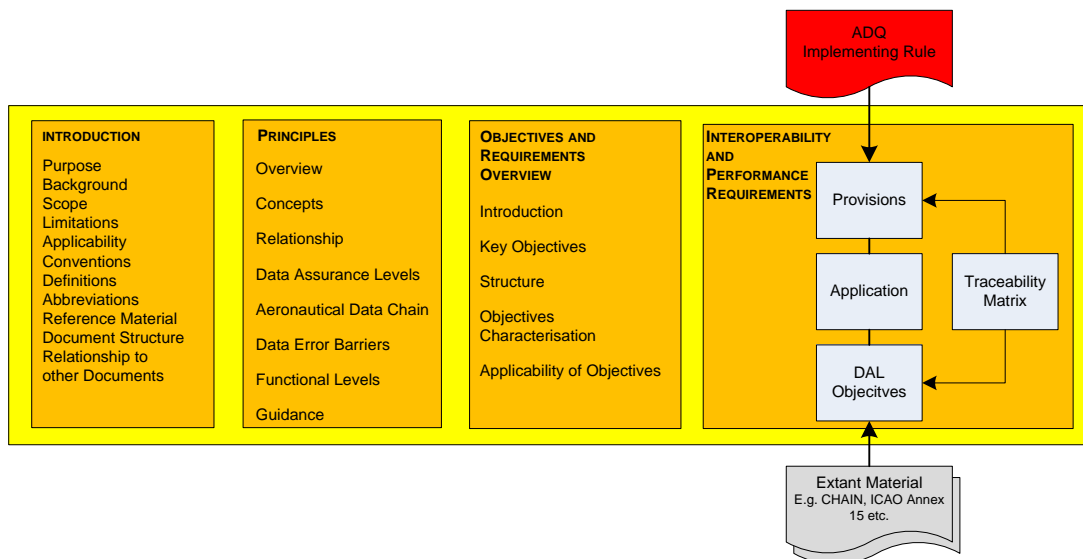 ADQ
Implementing Rule
INTRODUCTION
Purpose
Background
Scope
Limitations
Applicability
Conventions
Definitions
Abbreviations
Reference Material
Document Structure
Relationship to
other Documents
PRINCIPLES
Overview
Concepts
Relationship
Data Assurance Levels
Aeronautical Data Chain
Data Error Barriers
Functional Levels
Guidance
OBJECTIVES AND
REQUIREMENTS
OVERVIEW
Introduction
Key Objectives
Structure
Objectives
Characterisation
Applicability of Objectives
INTEROPERABILITY
AND
PERFORMANCE
REQUIREMENTS
Provisions
Application
Traceability
Matrix
DAL
Objecitves
Extant Material
E.g. CHAIN, ICAO Annex
15 etc.